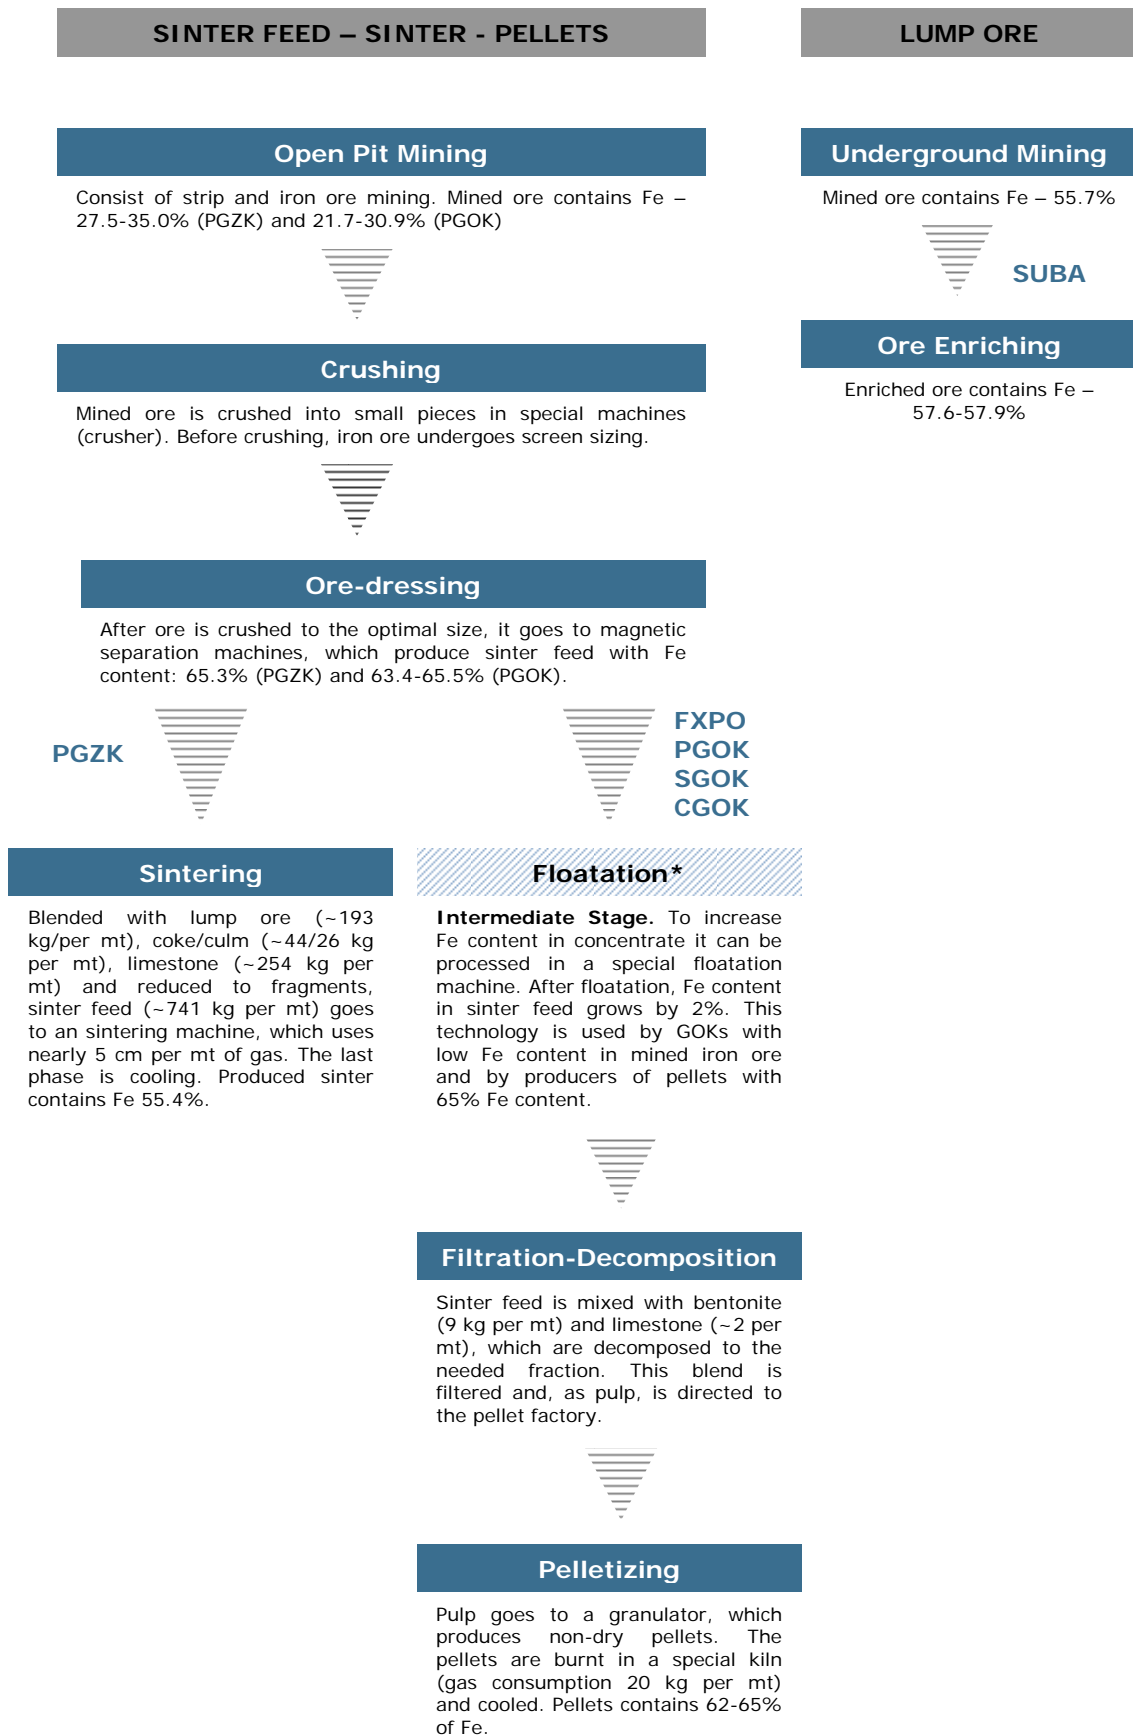 SINTER FEED – SINTER - PELLETS
LUMP ORE
Open Pit Mining
Consist of strip and iron ore mining. Mined ore contains Fe –
27.5-35.0% (PGZK) and 21.7-30.9% (PGOK)
Underground Mining
Mined ore contains Fe – 55.7%
SUBA
Ore Enriching
Enriched ore contains Fe –
57.6-57.9%
Crushing
Mined ore is crushed into small pieces in special machines
(crusher). Before crushing, iron ore undergoes screen sizing.
Ore-dressing
After ore is crushed to the optimal size, it goes to magnetic
separation machines, which produce sinter feed with Fe
content: 65.3% (PGZK) and 63.4-65.5% (PGOK).
PGZK
FXPO
PGOK
SGOK
CGOK
Sintering
Blended with lump ore (~193
kg/per mt), coke/culm (~44/26 kg
per mt), limestone (~254 kg per
mt) and reduced to fragments,
sinter feed (~741 kg per mt) goes
to an sintering machine, which uses
nearly 5 cm per mt of gas. The last
phase is cooling. Produced sinter
contains Fe 55.4%.
Floatation*
Intermediate Stage. To increase
Fe content in concentrate it can be
processed in a special floatation
machine. After floatation, Fe content
in sinter feed grows by 2%. This
technology is used by GOKs with
low Fe content in mined iron ore
and by producers of pellets with
65% Fe content.
Filtration-Decomposition
Sinter feed is mixed with bentonite
(9 kg per mt) and limestone (~2 per
mt), which are decomposed to the
needed fraction. This blend is
filtered and, as pulp, is directed to
the pellet factory.
Pelletizing
Pulp goes to a granulator, which
produces non-dry pellets. The
pellets are burnt in a special kiln
(gas consumption 20 kg per mt)
and cooled. Pellets contains 62-65%
of Fe.